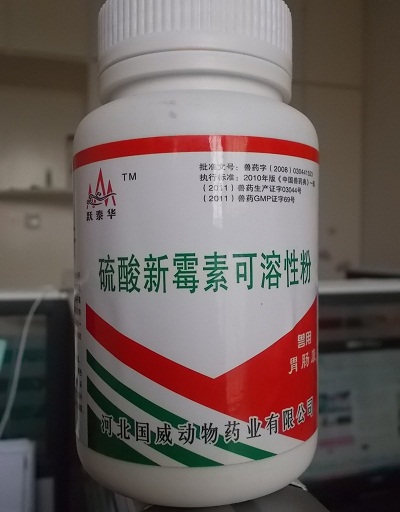 批准文号：兽药字（2008）030441
执行标准：2010年版《中国兽药典》一部
（2011）兽药生产证字03044号
（2011）兽药GMP证字69号
TM
跃泰华
硫酸新霉素可溶性粉
兽用
胃肠
河北国威动物药业有限公司